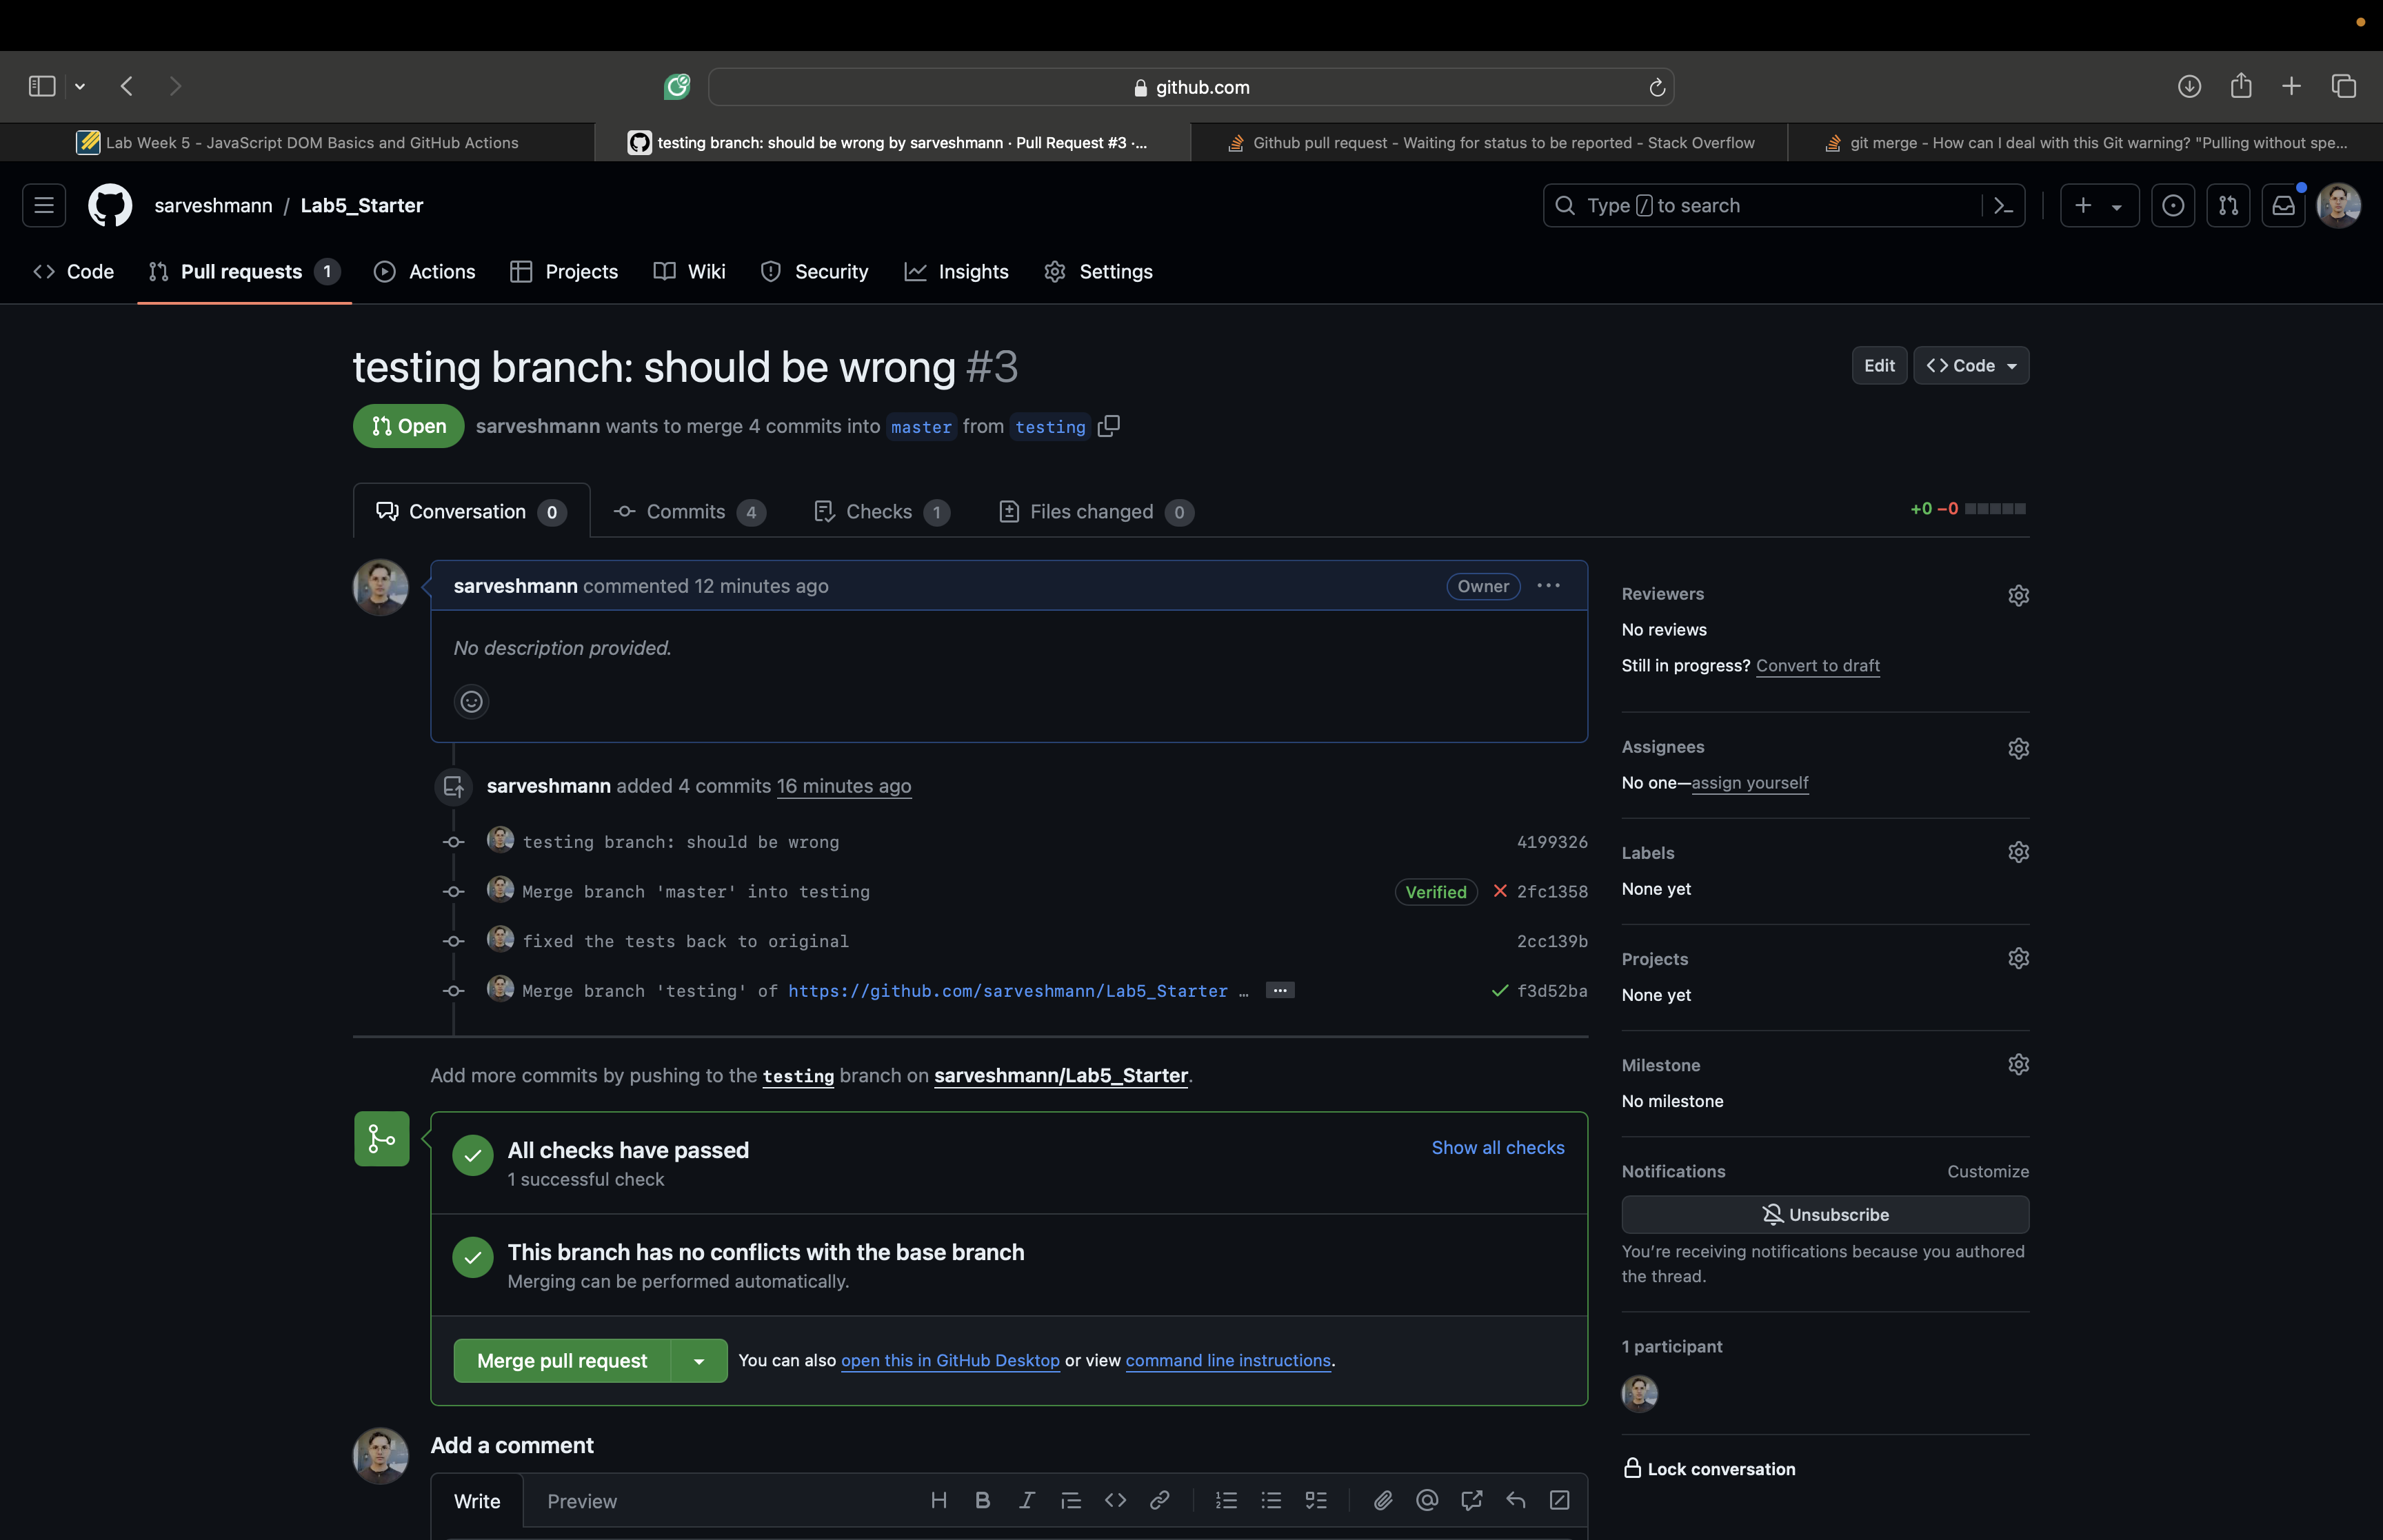 github.com
Lab Week 5 - JavaScript DOM Basics and GitHub Actions
testing branch: should be wrong by sarveshmann · Pull Request #3 ·...
Github pull request - Waiting for status to be reported - Stack Overflow
git merge - How can I deal with this Git warning? "Pulling without spe...
sarveshmann / Lab5_Starter
Type / to search
Code
Pull requests 1
Actions
Projects
Wiki
Security
Insights
Settings
testing branch: should be wrong #3
Edit
Code
Open
sarveshmann wants to merge 4 commits into master from testing
Conversation 0
Commits 4
Checks 1
Files changed 0
+0 −0
sarveshmann commented 12 minutes ago
Owner
No description provided.
sarveshmann added 4 commits 16 minutes ago
testing branch: should be wrong 4199326
Merge branch 'master' into testing Verified 2fc1358
fixed the tests back to original 2cc139b
Merge branch 'testing' of https://github.com/sarveshmann/Lab5_Starter … f3d52ba
Add more commits by pushing to the testing branch on sarveshmann/Lab5_Starter.
All checks have passed
1 successful check
Show all checks
This branch has no conflicts with the base branch
Merging can be performed automatically.
Merge pull request
You can also open this in GitHub Desktop or view command line instructions.
Add a comment
Write
Preview
Reviewers
No reviews
Still in progress? Convert to draft
Assignees
No one—assign yourself
Labels
None yet
Projects
None yet
Milestone
No milestone
Notifications
Customize
Unsubscribe
You're receiving notifications because you authored
the thread.
1 participant
Lock conversation